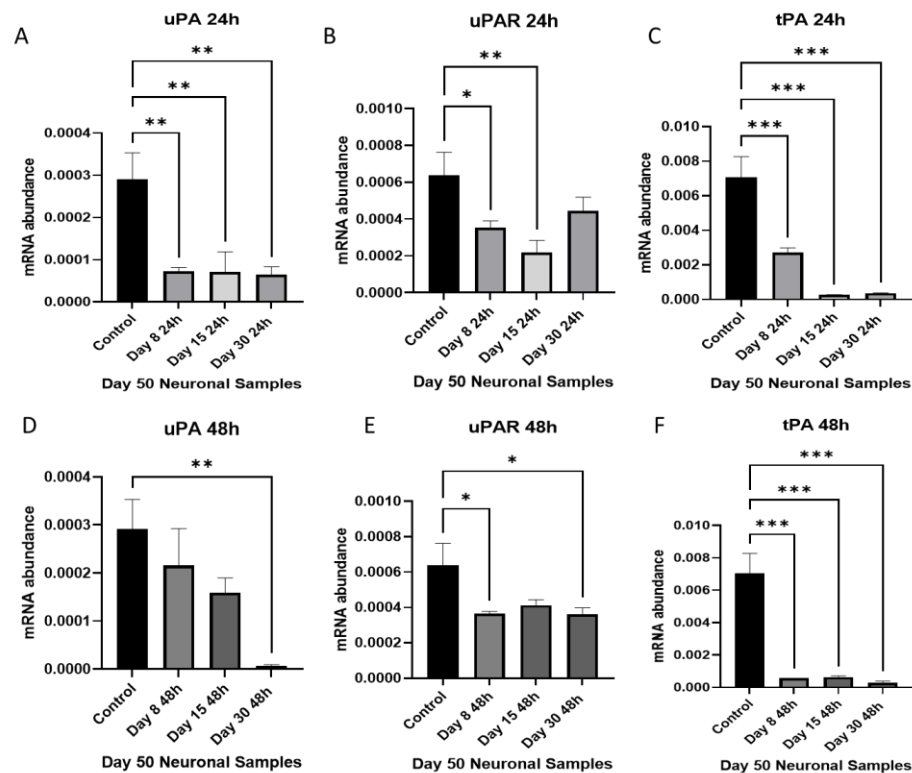 A
uPA 24h
**
**
**
mRNA abundance
0.0004
0.0003
0.0002
0.0001
0.0000
Control
Day 8 24h
Day 15 24h
Day 30 24h
Day 50 Neuronal Samples
B
uPAR 24h
**
*
mRNA abundance
0.0010
0.0008
0.0006
0.0004
0.0002
0.0000
Control
Day 8 24h
Day 15 24h
Day 30 24h
Day 50 Neuronal Samples
C
tPA 24h
***
***
***
mRNA abundance
0.010
0.008
0.006
0.004
0.002
0.000
Control
Day 8 24h
Day 15 24h
Day 30 24h
Day 50 Neuronal Samples
D
uPA 48h
**
mRNA abundance
0.0004
0.0003
0.0002
0.0001
0.0000
Control
Day 8 48h
Day 15 48h
Day 30 48h
Day 50 Neuronal Samples
E
uPAR 48h
*
*
mRNA abundance
0.0010
0.0008
0.0006
0.0004
0.0002
0.0000
Control
Day 8 48h
Day 15 48h
Day 30 48h
Day 50 Neuronal Samples
F
tPA 48h
***
***
***
mRNA abundance
0.010
0.008
0.006
0.004
0.002
0.000
Control
Day 8 48h
Day 15 48h
Day 30 48h
Day 50 Neuronal Samples